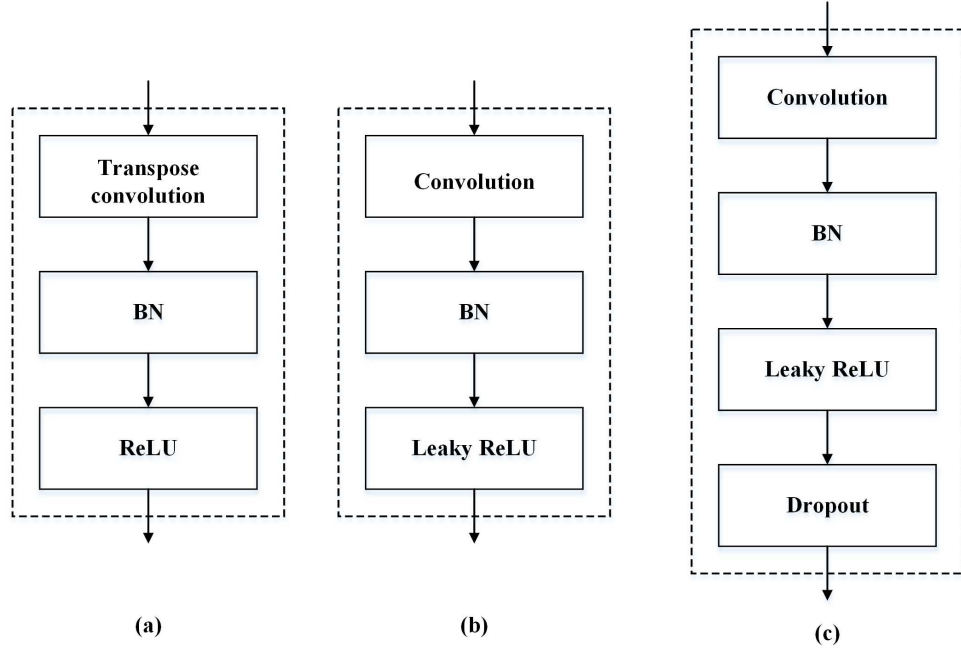 Transpose
convolution
BN
ReLU
(a)
Convolution
BN
Leaky ReLU
(b)
Convolution
BN
Leaky ReLU
Dropout
(c)